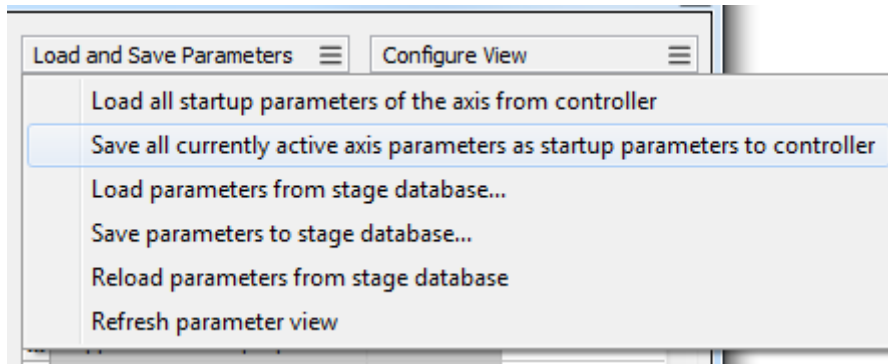 Load and Save Parameters
Configure View
Load all startup parameters of the axis from controller
Save all currently active axis parameters as startup parameters to controller
Load parameters from stage database...
Save parameters to stage database...
Reload parameters from stage database
Refresh parameter view